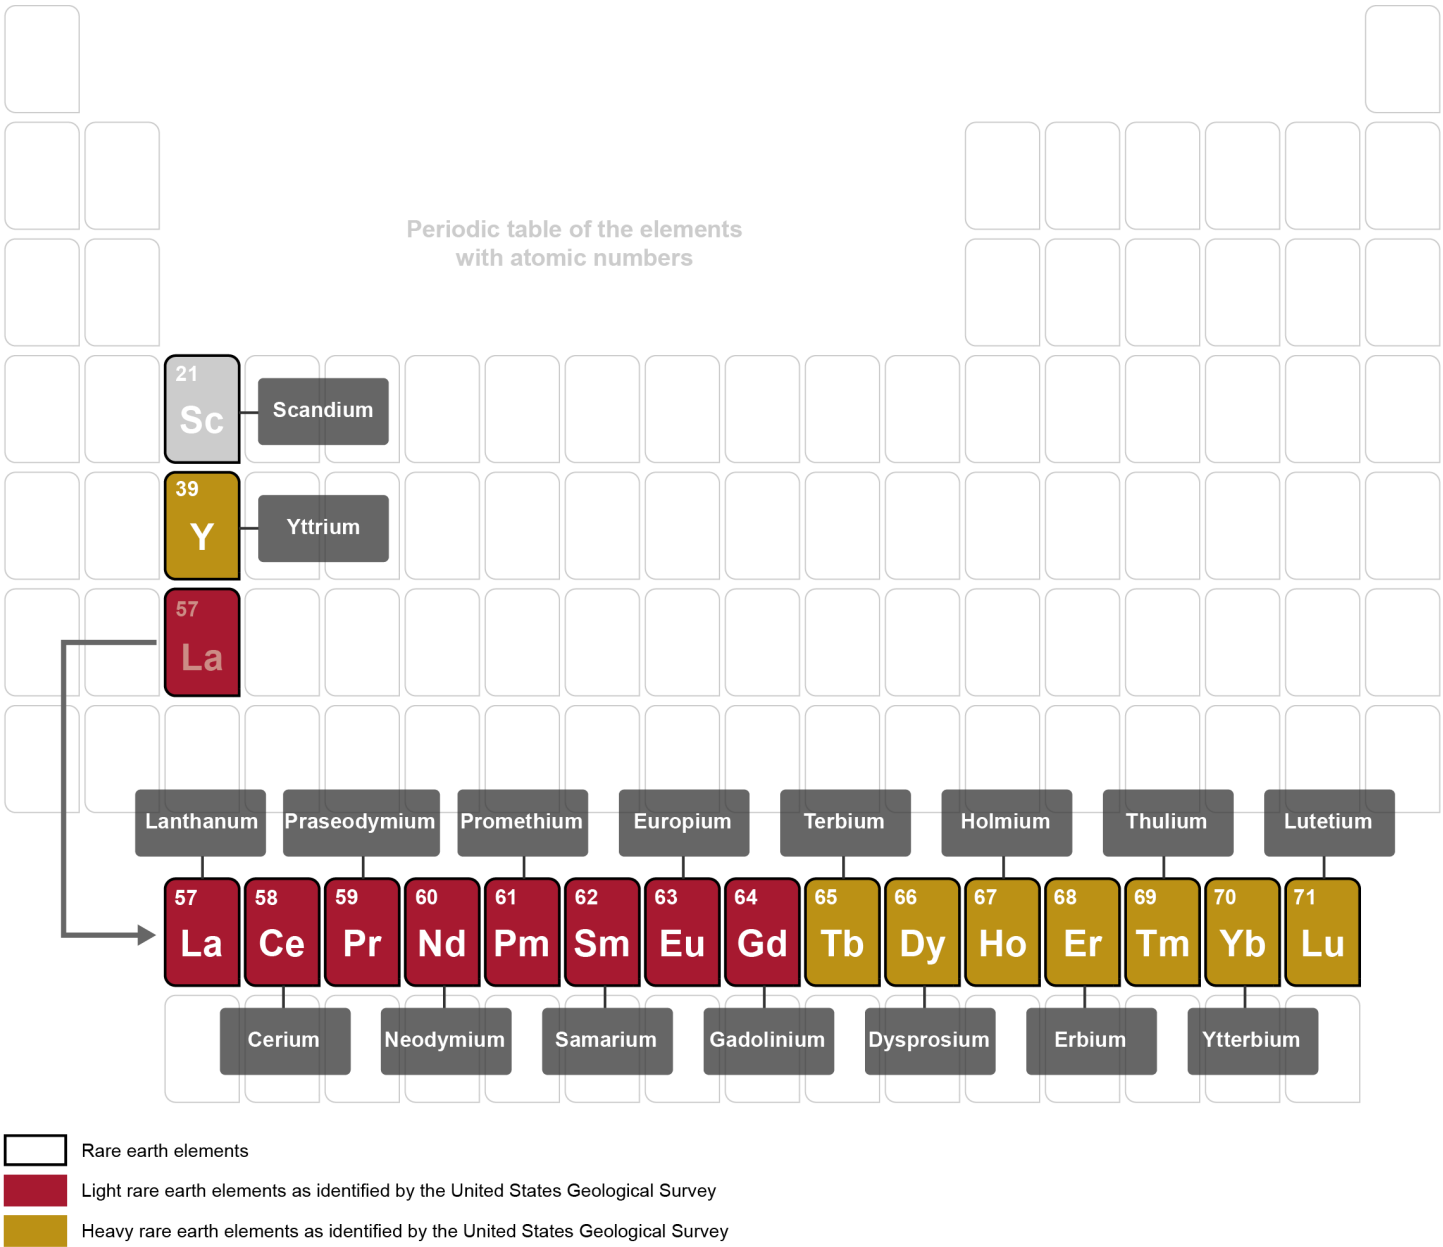 Periodic table of the elements
with atomic numbers
21
Sc
Scandium
39
Y
Yttrium
57
La
Lanthanum
Praseodymium
Promethium
Europium
Terbium
Holmium
Thulium
Lutetium
57
La
58
Ce
59
Pr
60
Nd
61
Pm
62
Sm
63
Eu
64
Gd
65
Tb
66
Dy
67
Ho
68
Er
69
Tm
70
Yb
71
Lu
Cerium
Neodymium
Samarium
Gadolinium
Dysprosium
Erbium
Ytterbium
Rare earth elements
Light rare earth elements as identified by the United States Geological Survey
Heavy rare earth elements as identified by the United States Geological Survey